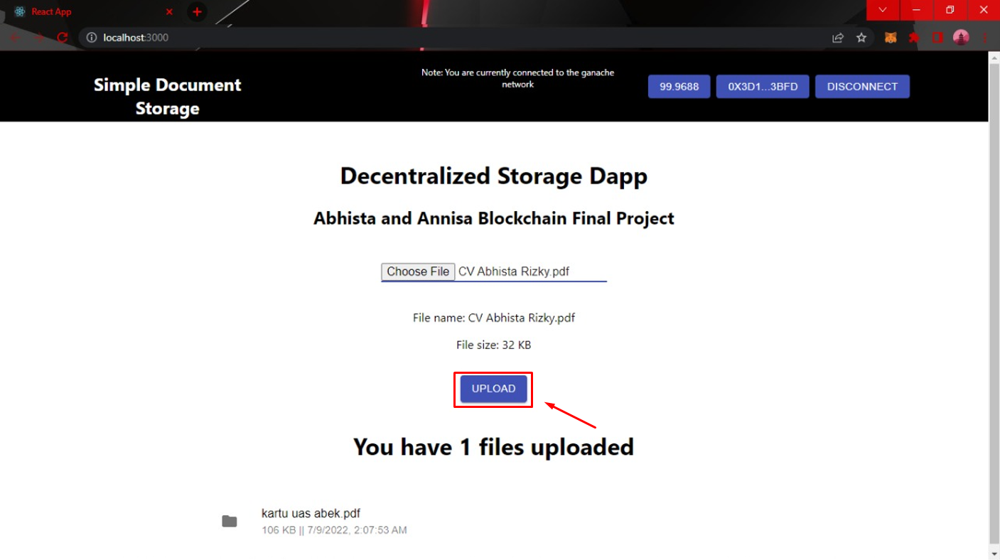 React App
localhost:3000
Simple Document
Storage
Note: You are currently connected to the ganache
network
99.9688
0X3D1...3BFD
DISCONNECT
Decentralized Storage Dapp
Abhista and Annisa Blockchain Final Project
Choose File CV Abhista Rizky.pdf
File name: CV Abhista Rizky.pdf
File size: 32 KB
UPLOAD
You have 1 files uploaded
kartu uas abek.pdf
106 KB || 7/9/2022, 2:07:53 AM